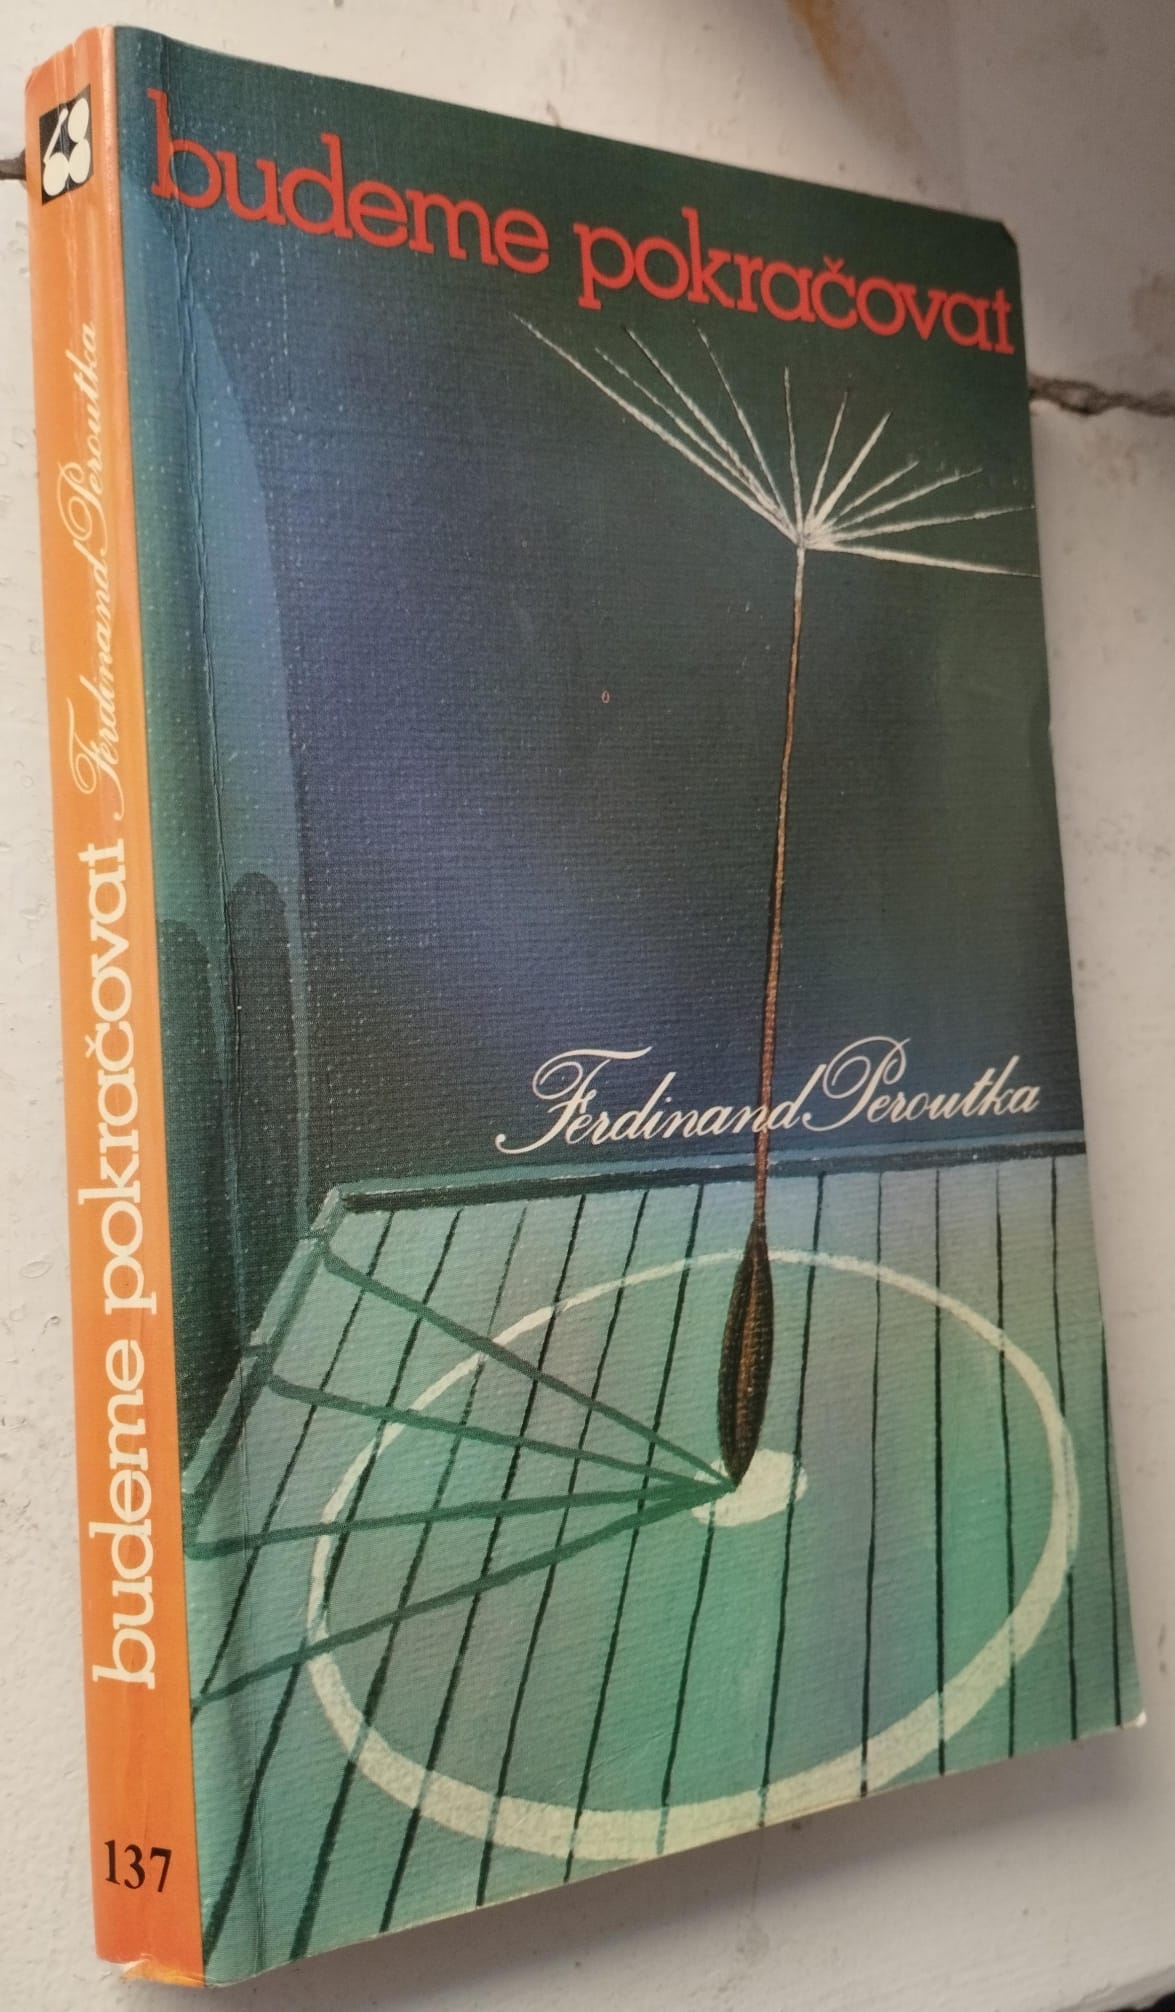 budeme pokračovat
Ferdinand Peroutka
budeme pokračovat Ferdinand Peroutka
137
68